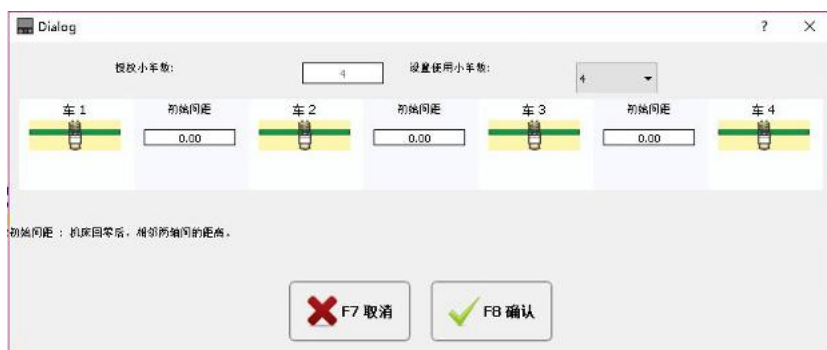 Dialog ? ×
授权小车数: 4 设置使用小车数: 4
车1 初始间距 车2 初始间距 车3 初始间距 车4
0.00 0.00 0.00
初始间距 : 机床回零后，相邻两轴间的距离。
F7 取消 F8 确认